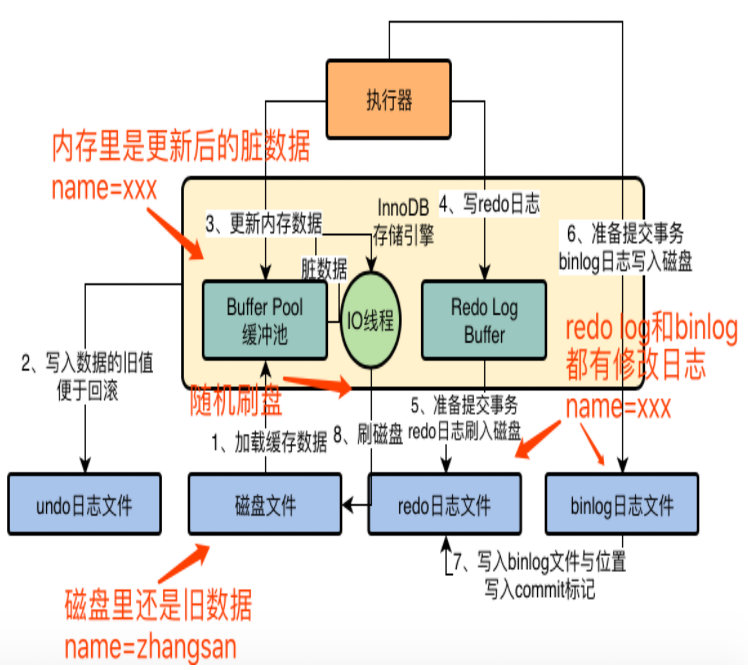 执行器
内存里是更新后的脏数据
name=xxx
3、更新内存数据
InnoDB
存储引擎
4、写redo日志
6、准备提交事务
binlog日志写入磁盘
脏数据
Buffer Pool
缓冲池
IO线程
Redo Log
Buffer
redo log和binlog
都有修改日志
name=xxx
2、写入数据的旧值
便于回滚
随机刷盘
1、加载缓存数据
8、刷磁盘
5、准备提交事务
redo日志刷入磁盘
undo日志文件
磁盘文件
redo日志文件
binlog日志文件
7、写入binlog文件与位置
写入commit标记
磁盘里还是旧数据
name=zhangsan